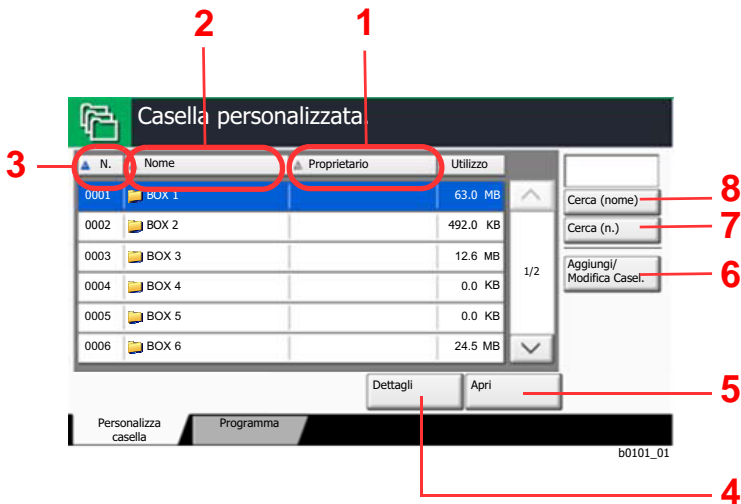 2 1
Casella personalizzata.
3
N. Nome Proprietario Utilizzo
0001 BOX 1 63.0 MB
0002 BOX 2 492.0 KB
0003 BOX 3 12.6 MB
0004 BOX 4 0.0 KB
0005 BOX 5 0.0 KB
0006 BOX 6 24.5 MB
1/2
Cerca (nome) 8
Cerca (n.) 7
Aggiungi/
Modifica Casel. 6
Dettagli Apri 5
Personalizza
casella
Programma
b0101_01
4